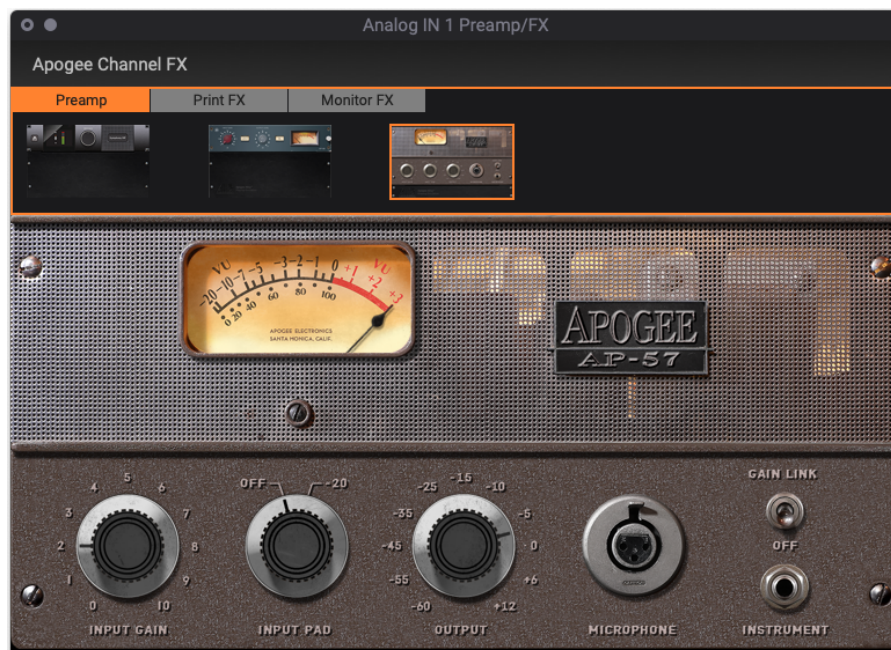 Analog IN 1 Preamp/FX
Apogee Channel FX
Preamp Print FX Monitor FX
VU -20 -10 -7 -5 -3 -2 -1 0 +1 +2 +3 VU
0 20 40 60 80 100
APOGEE ELECTRONICS
SANTA MONICA, CALIF.
APOGEE
AP-57
0 1 2 3 4 5 6 7 8 9 10
INPUT GAIN
OFF -20
INPUT PAD
-60 -55 -45 -35 -25 -15 -10 -5 0 +6 +12
OUTPUT
MICROPHONE
GAIN LINK
OFF
INSTRUMENT